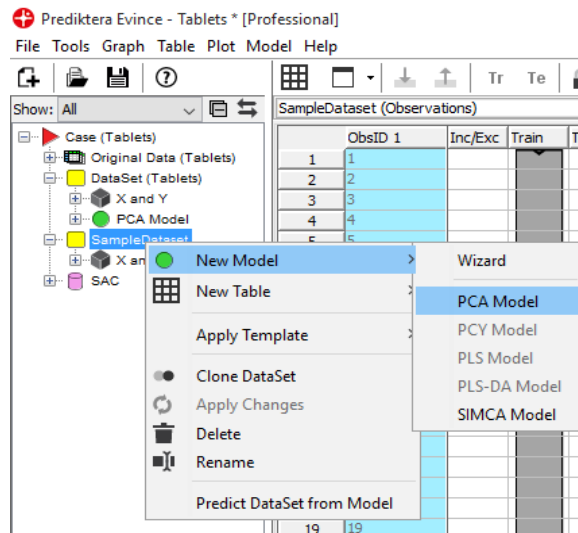 Prediktera Evince - Tablets * [Professional]
File Tools Graph Table Plot Model Help
Tr Te
Show: All
SampleDataset (Observations)
Case (Tablets)
Original Data (Tablets)
DataSet (Tablets)
X and Y
PCA Model
SampleDataset
X an
SAC
ObsID 1 Inc/Exc Train T
1 1
2 2
3 3
4 4
5 5
New Model
New Table
Apply Template
Clone DataSet
Apply Changes
Delete
Rename
Predict DataSet from Model
Wizard
PCA Model
PCY Model
PLS Model
PLS-DA Model
SIMCA Model
19 19